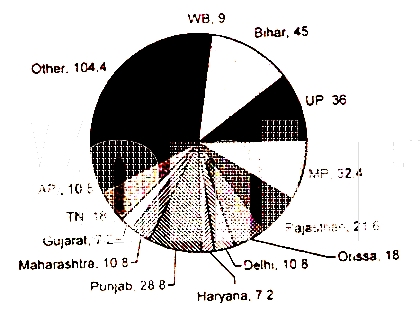 WB, 9
Bihar, 45
Other, 104.4
UP 36
MP, 32.4
AP, 10.8
TN 18
Rajasthan, 21.6
Gujarat, 7.2
Orissa, 18
Maharashtra, 10.8
Delhi, 10.8
Punjab, 28.8
Haryana, 7.2